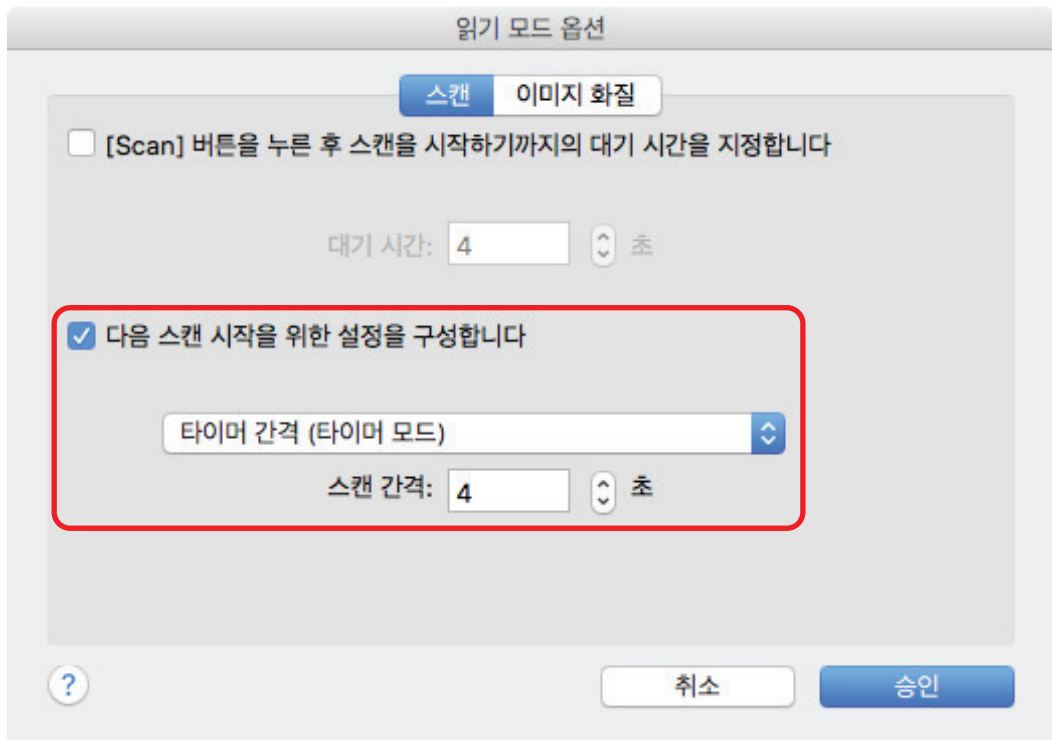 읽기 모드 옵션
스캔 이미지 화질
[Scan] 버튼을 누른 후 스캔을 시작하기까지의 대기 시간을 지정합니다
대기 시간: 4 초
다음 스캔 시작을 위한 설정을 구성합니다
타이머 간격 (타이머 모드)
스캔 간격: 4 초
? 취소 승인